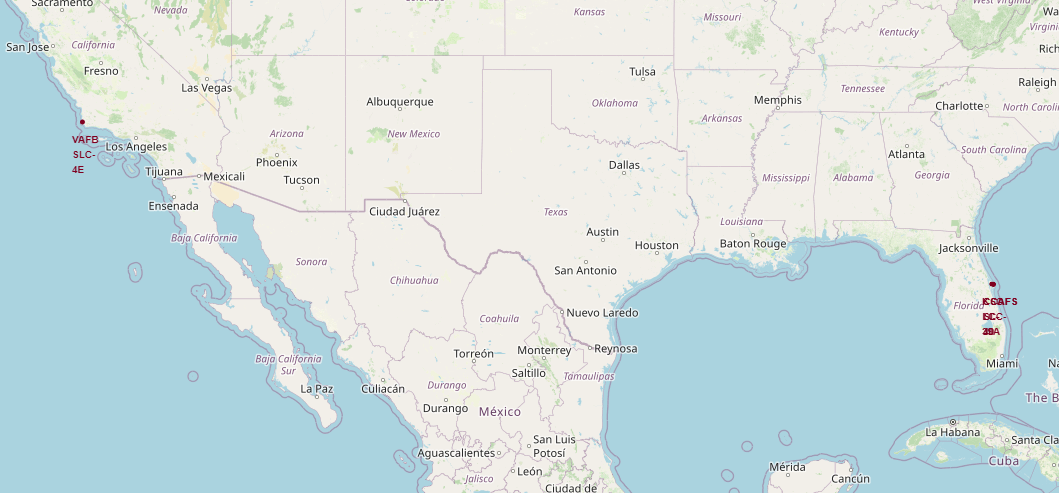 Sacramento
Nevada
Kansas
Missouri
West Virginia
San Jose
California
Kentucky
Fresno
Las Vegas
Tulsa
Tennessee
Raleigh
Albuquerque
Oklahoma
Memphis
Charlotte
North Carol
Arizona
New Mexico
Arkansas
VAFB
SLC-
4E
Los Angeles
Phoenix
Dallas
Atlanta
South Carolina
Tijuana
Mexicali
Tucson
Mississippi
Alabama
Georgia
Ensenada
Ciudad Juárez
Texas
Louisiana
Baja California
Austin
Houston
Baton Rouge
Jacksonville
Sonora
Chihuahua
San Antonio
Florida
CCAFS
Coahuila
Nuevo Laredo
Torreón
Monterrey
Reynosa
Miami
Baja California
Sur
Saltillo
Tamaulipas
La Paz
Culiacán
Durango
Durango
México
The B
San Luis
Potosí
La Habana
Santa Cla
Aguascalientes
León
Jalisco
Ciudad de
Mérida
Cancún
Cuba